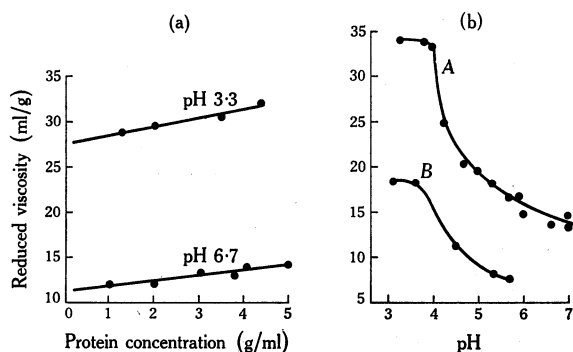 (a)
Reduced viscosity (ml/g)
35
30
25
20
15
10
pH 3·3
pH 6·7
0 1 2 3 4 5
Protein concentration (g/ml)
(b)
35
30
25
20
15
10
5
0
A
B
3 4 5 6 7
pH